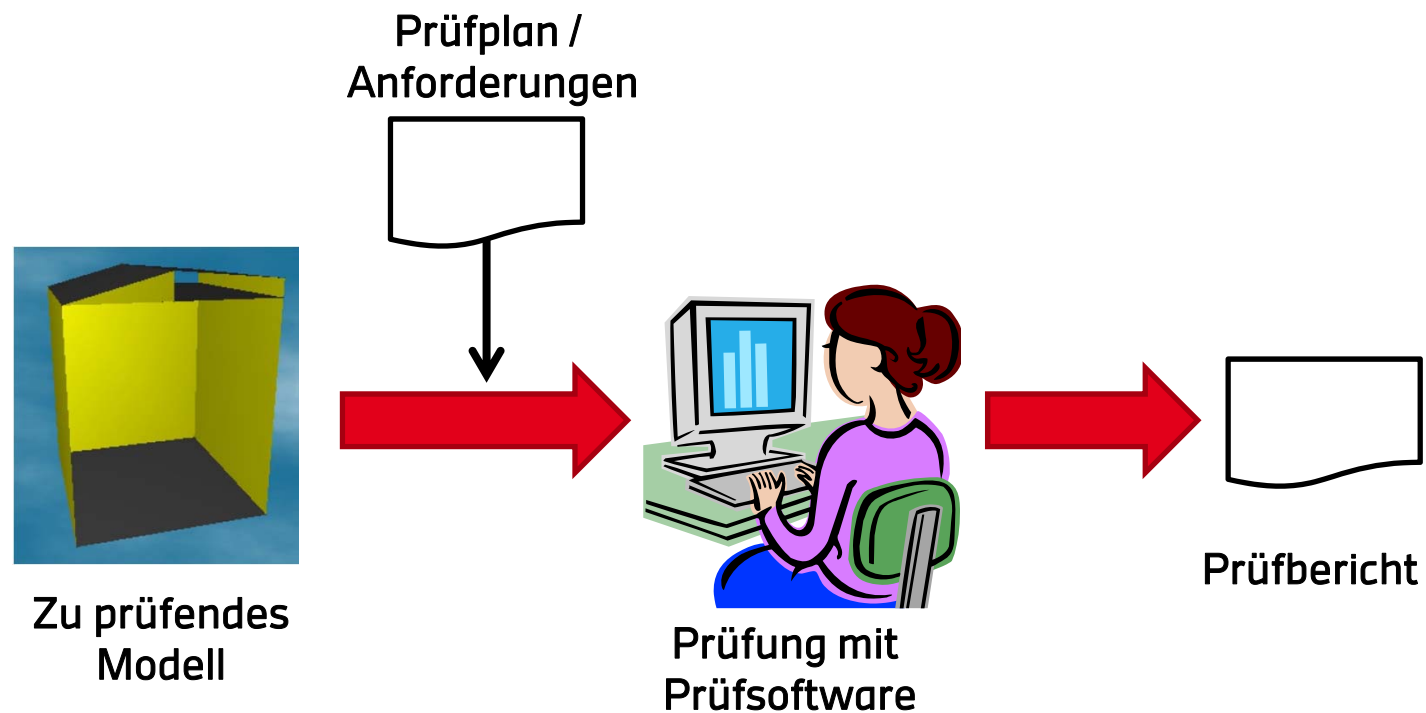 Prüfplan /
Anforderungen
Zu prüfendes
Modell
Prüfung mit
Prüfsoftware
Prüfbericht